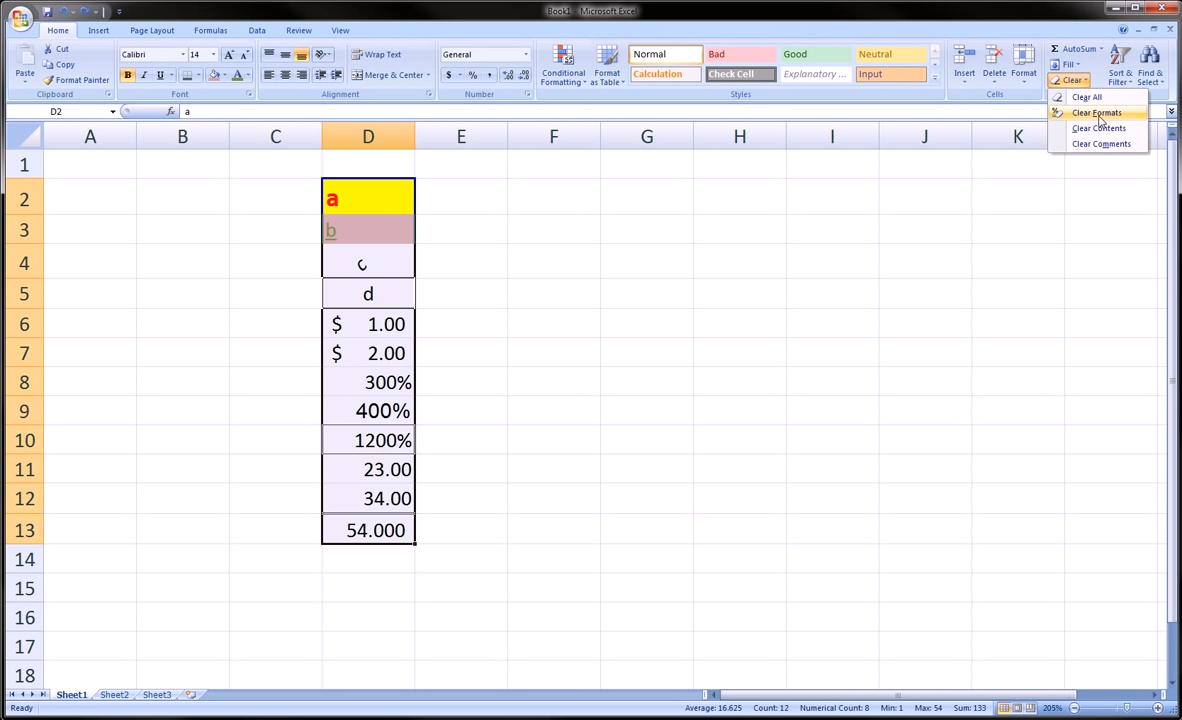 Book1 - Microsoft Excel
Home Insert Page Layout Formulas Data Review View
Paste
Cut
Copy
Format Painter
Clipboard
Calibri 14
B I U
Font
Wrap Text
Merge & Center
Alignment
General
$ % ,
Number
Conditional Formatting
Format as Table
Normal Bad Good Neutral
Calculation Check Cell Explanatory ... Input
Styles
Insert Delete Format
Cells
Σ AutoSum
Fill
Clear
Sort & Filter
Find & Select
Clear All
Clear Formats
Clear Contents
Clear Comments
D2 fx a
A B C D E F G H I J K
1
2 a
3 b
4 c
5 d
6 $ 1.00
7 $ 2.00
8 300%
9 400%
10 1200%
11 23.00
12 34.00
13 54.000
14
15
16
17
18
Sheet1 Sheet2 Sheet3
Ready Average: 16.625 Count: 12 Numerical Count: 8 Min: 1 Max: 54 Sum: 133 205%